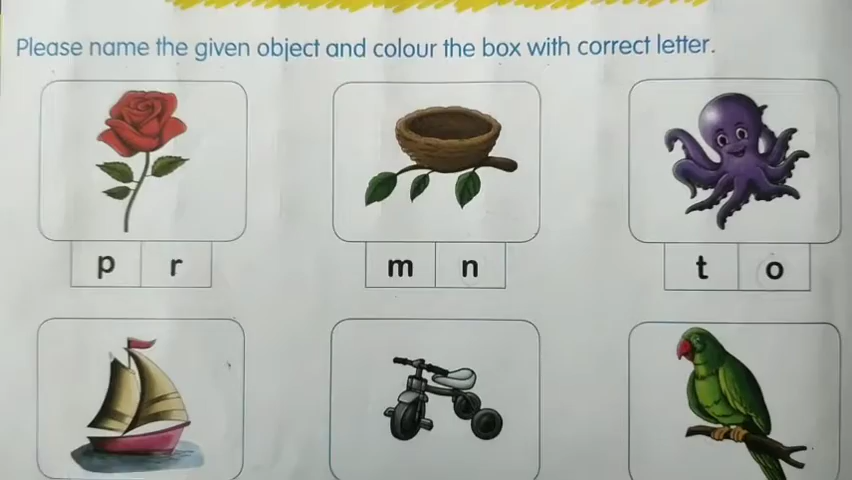 Please name the given object and colour the box with correct letter.
p r m n t o